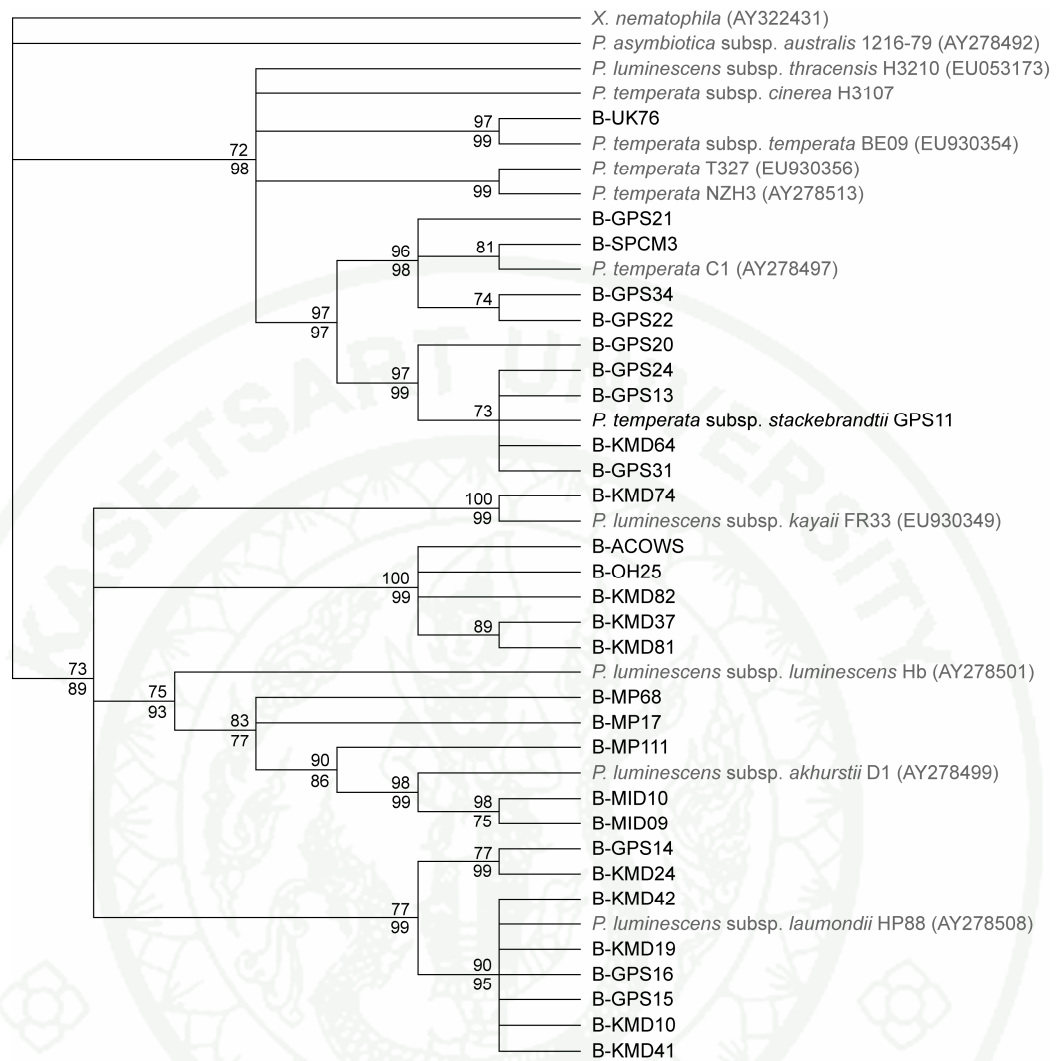 X. nematophila (AY322431)
P. asymbiotica subsp. australis 1216-79 (AY278492)
P. luminescens subsp. thracensis H3210 (EU053173)
P. temperata subsp. cinerea H3107
97
B-UK76
99
P. temperata subsp. temperata BE09 (EU930354)
72
98
P. temperata T327 (EU930356)
99
P. temperata NZH3 (AY278513)
B-GPS21
96
98
81
B-SPCM3
P. temperata C1 (AY278497)
74
B-GPS34
B-GPS22
97
97
B-GPS20
97
99
B-GPS24
B-GPS13
73
P. temperata subsp. stackebrandtii GPS11
B-KMD64
B-GPS31
100
B-KMD74
99
P. luminescens subsp. kayaii FR33 (EU930349)
B-ACOWS
100
B-OH25
99
B-KMD82
89
B-KMD37
B-KMD81
73
89
75
93
P. luminescens subsp. luminescens Hb (AY278501)
B-MP68
83
77
B-MP17
90
86
B-MP111
98
99
P. luminescens subsp. akhurstii D1 (AY278499)
98
B-MID10
75
B-MID09
77
B-GPS14
99
B-KMD24
77
99
B-KMD42
P. luminescens subsp. laumondii HP88 (AY278508)
B-KMD19
90
B-GPS16
95
B-GPS15
B-KMD10
B-KMD41
KASETSART UNIVERSITY